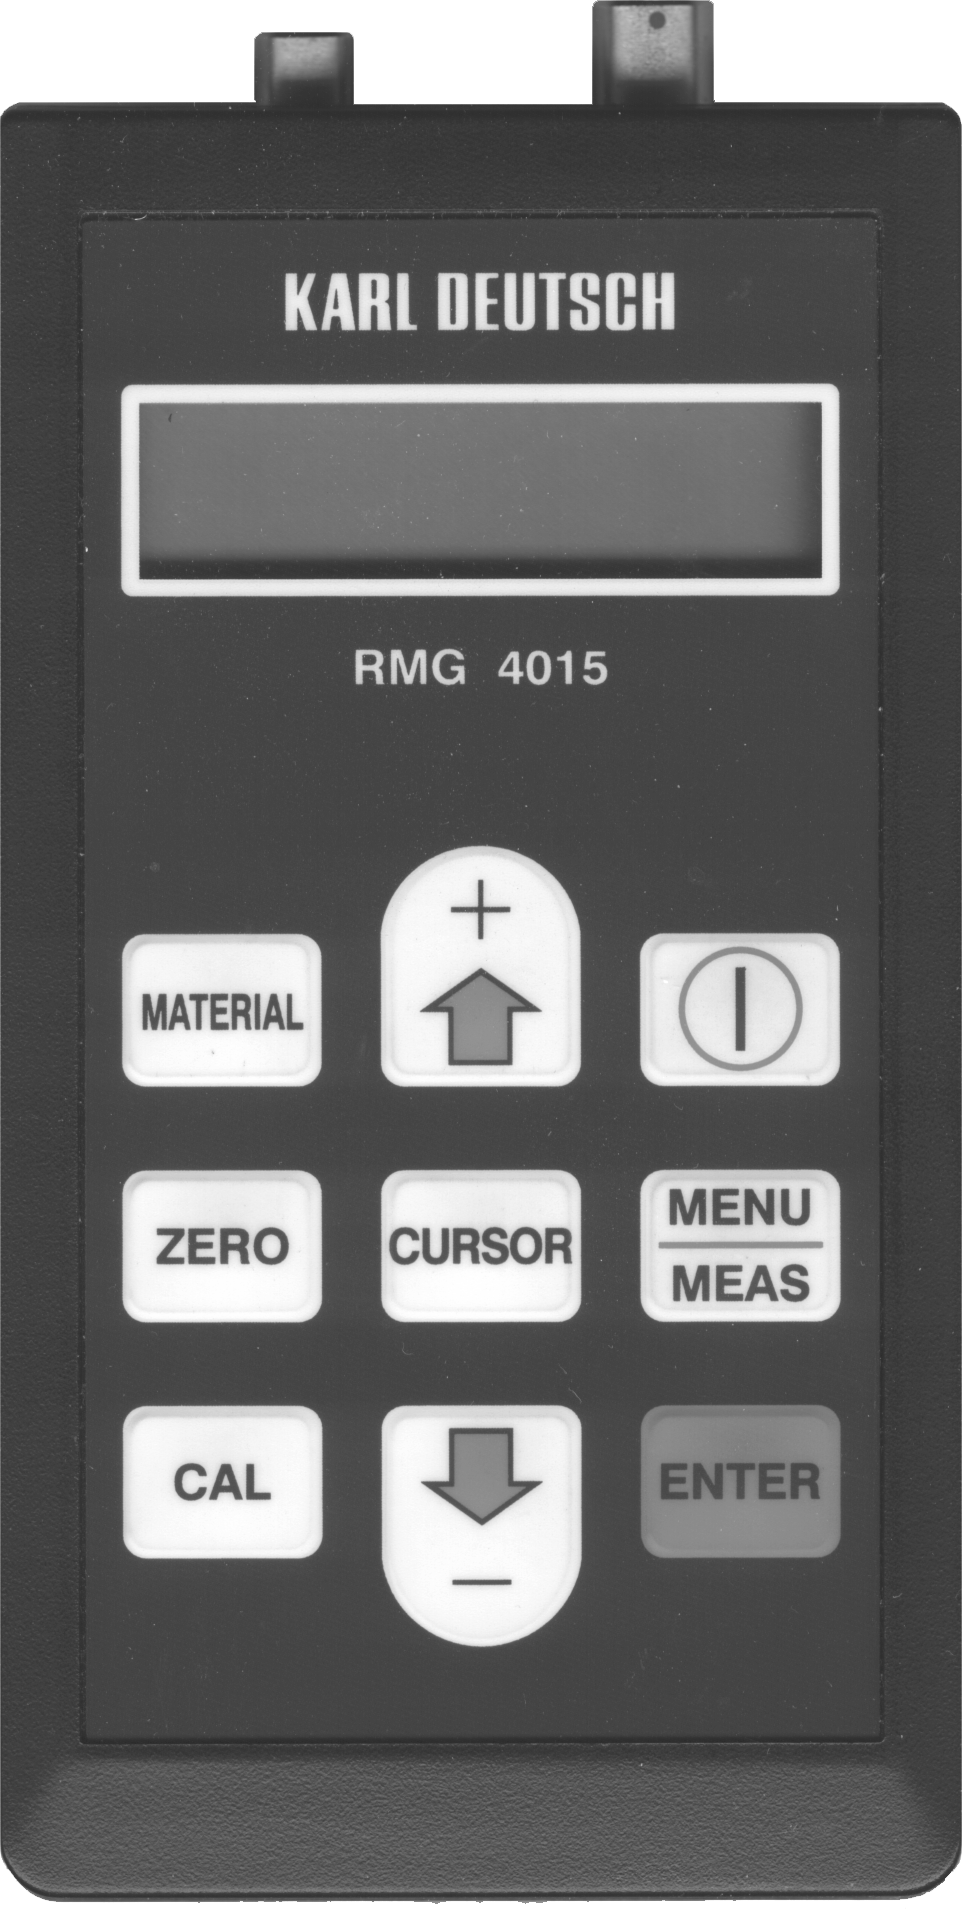 KARL DEUTSCH
RMG 4015
+
MATERIAL
ZERO
CURSOR
MENU
MEAS
CAL
ENTER
−